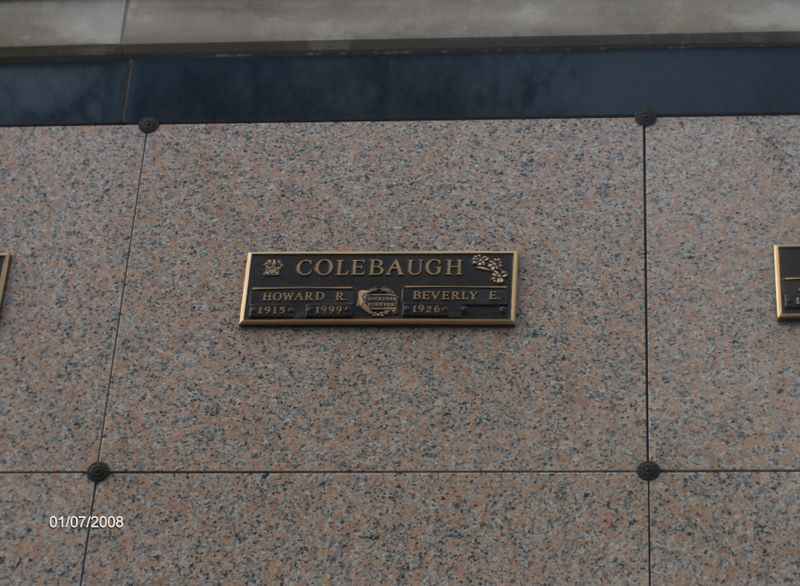 COLEBAUGH
HOWARD R. BEVERLY E.
1915 1999 1926
01/07/2008